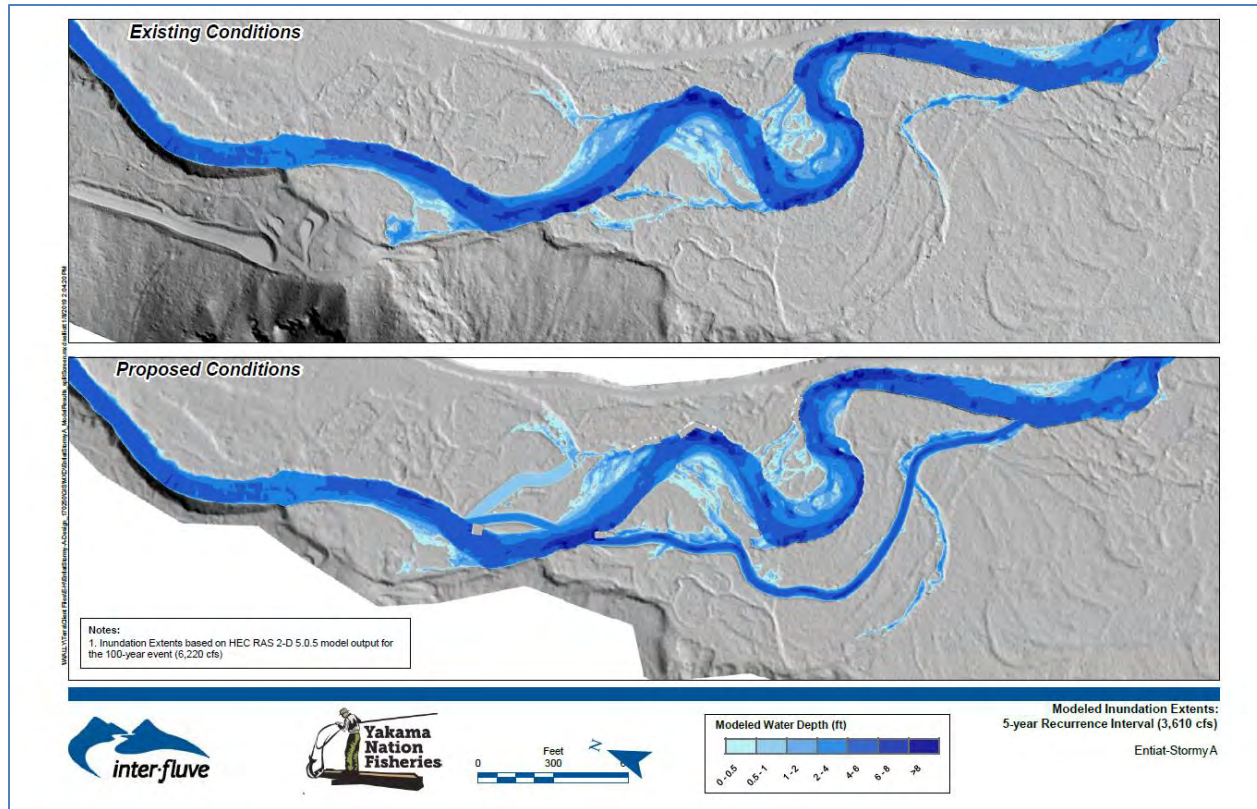 Existing Conditions
Proposed Conditions
Notes:
1. Inundation Extents based on HEC RAS 2-D 5.0.5 model output for
the 100-year event (6,220 cfs)
inter-fluve
Yakama
Nation
Fisheries
Feet
0 300
N
Modeled Water Depth (ft)
0 - 0.5
0.5 - 1
1 - 2
2 - 4
4-6
6 - 8
>8
Modeled Inundation Extents:
5-year Recurrence Interval (3,610 cfs)
Entiat-Stormy A